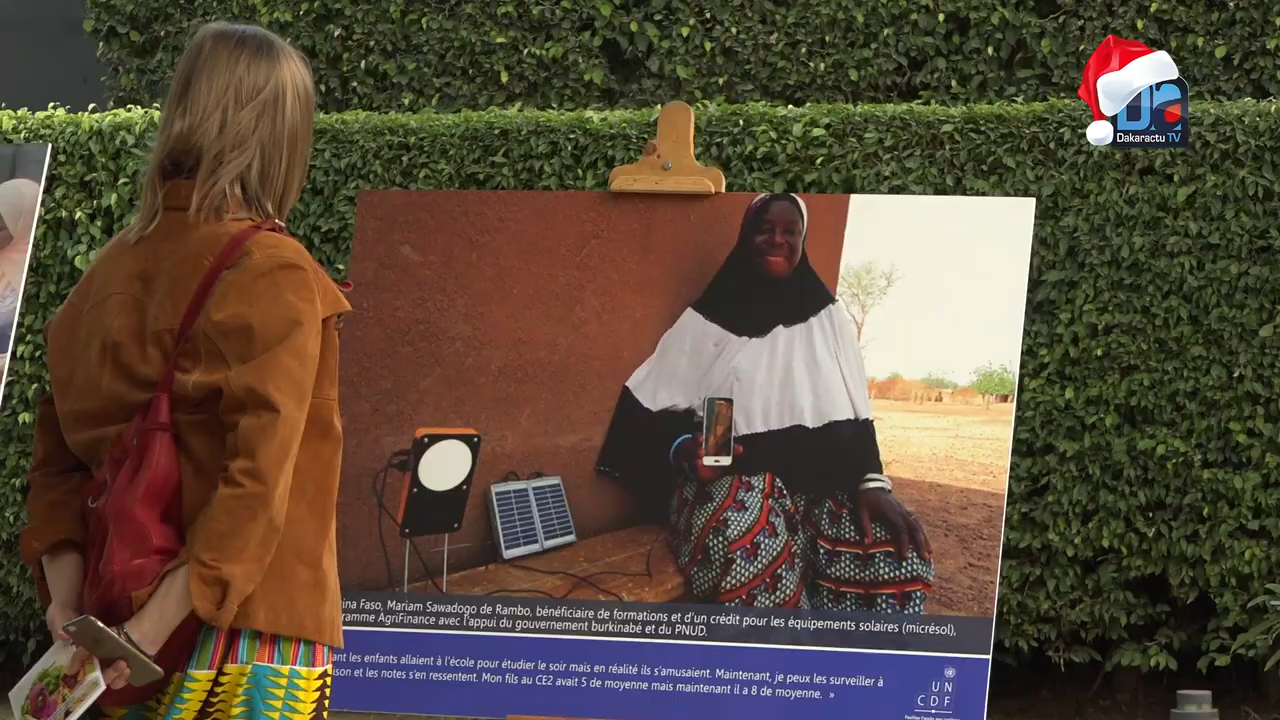 Da
Dakaractu TV
ina Faso, Mariam Sawadogo de Rambo, bénéficiaire de formations et d'un crédit pour les équipements solaires (micrésol),
ramme AgriFinance avec l'appui du gouvernement burkinabé et du PNUD.
ant les enfants allaient à l'école pour étudier le soir mais en réalité ils s'amusaient. Maintenant, je peux les surveiller à
ison et les notes s'en ressentent. Mon fils au CE2 avait 5 de moyenne mais maintenant il a 8 de moyenne. »
UN
CDF